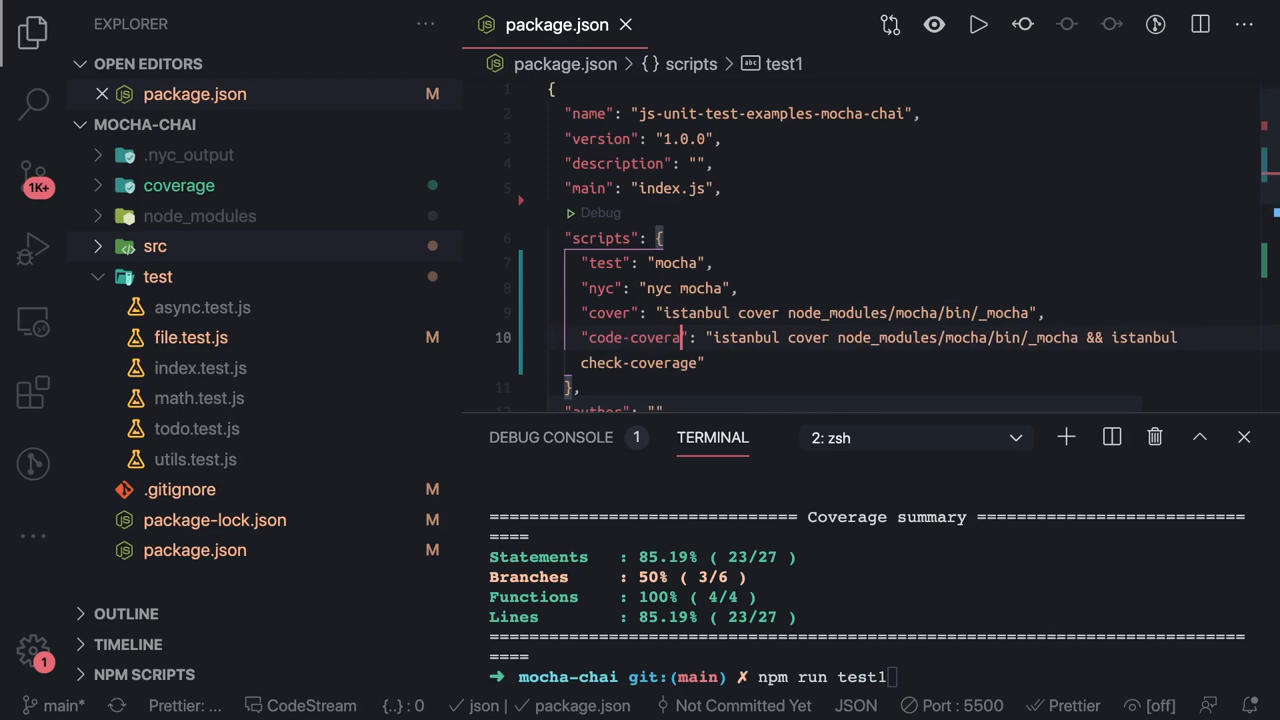 EXPLORER
···
OPEN EDITORS
package.json M
MOCHA-CHAI
.nyc_output
coverage
node_modules
src
test
async.test.js
file.test.js M
index.test.js
math.test.js
todo.test.js
utils.test.js
.gitignore M
package-lock.json M
package.json M
OUTLINE
TIMELINE
NPM SCRIPTS
1K+
1
package.json
package.json > {} scripts > abc test1
1 {
2 "name": "js-unit-test-examples-mocha-chai",
3 "version": "1.0.0",
4 "description": "",
5 "main": "index.js",
Debug
6 "scripts": {
7 "test": "mocha",
8 "nyc": "nyc mocha",
9 "cover": "istanbul cover node_modules/mocha/bin/_mocha",
10 "code-covera": "istanbul cover node_modules/mocha/bin/_mocha && istanbul
check-coverage"
11 },
12 "author": ""
DEBUG CONSOLE 1 TERMINAL 2: zsh
============================= Coverage summary ===========================
====
Statements : 85.19% ( 23/27 )
Branches : 50% ( 3/6 )
Functions : 100% ( 4/4 )
Lines : 85.19% ( 23/27 )
============================================================================
====
➜ mocha-chai git:(main) ✗ npm run test1
main* Prettier: ... CodeStream {..} : 0 ✓ json | ✓ package.json Not Committed Yet JSON Port : 5500 Prettier [off]